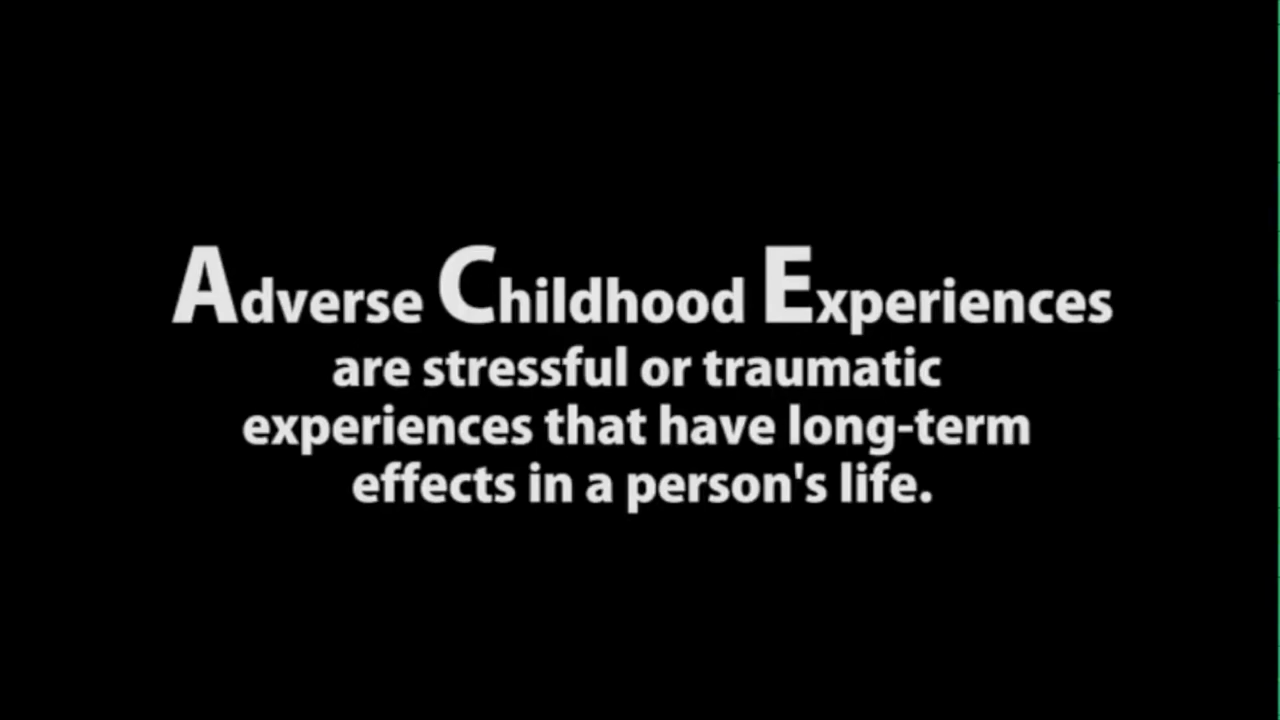 Adverse Childhood Experiences
are stressful or traumatic
experiences that have long-term
effects in a person's life.